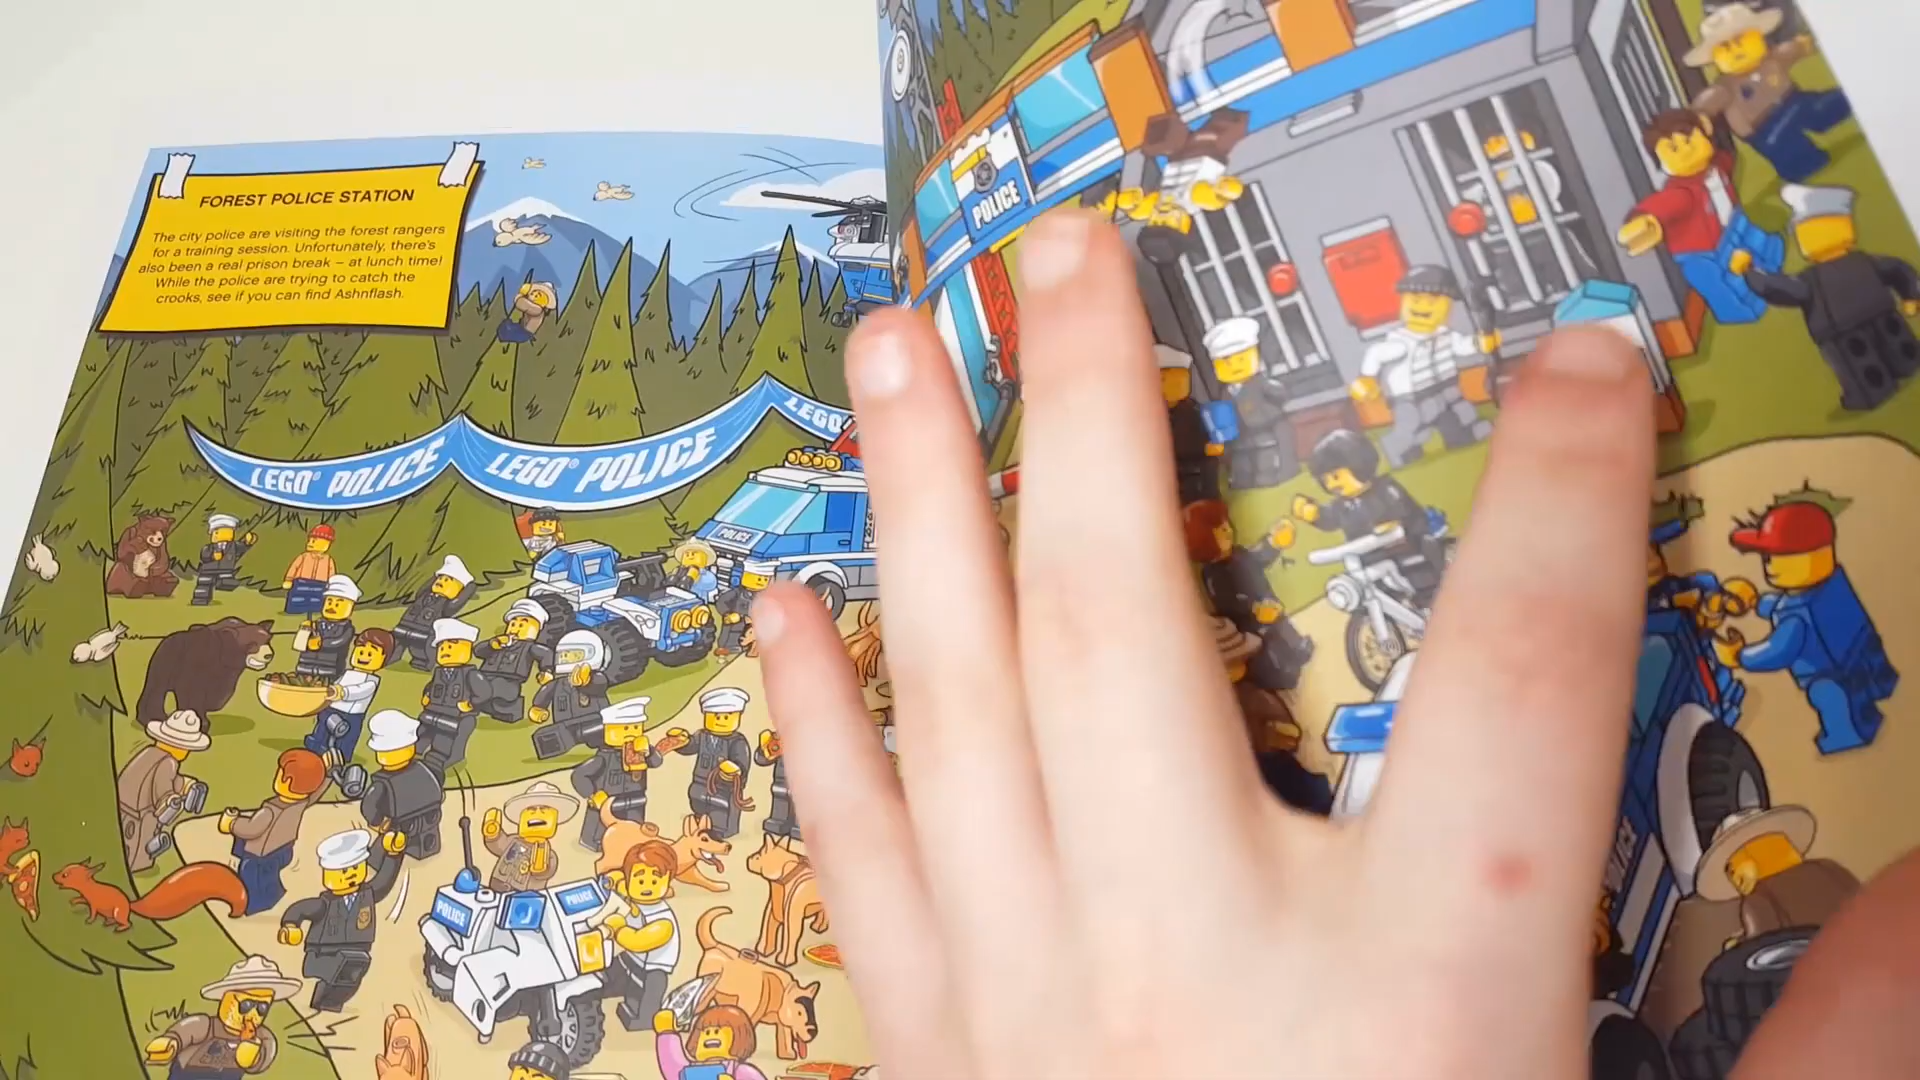 FOREST POLICE STATION
The city police are visiting the forest rangers
for a training session. Unfortunately, there's
also been a real prison break – at lunch time!
While the police are trying to catch the
crooks, see if you can find Ashnflash.
POLICE
LEGO® POLICE
LEGO® POLICE
LEGO
POLICE
POLICE
POLICE
POLICE